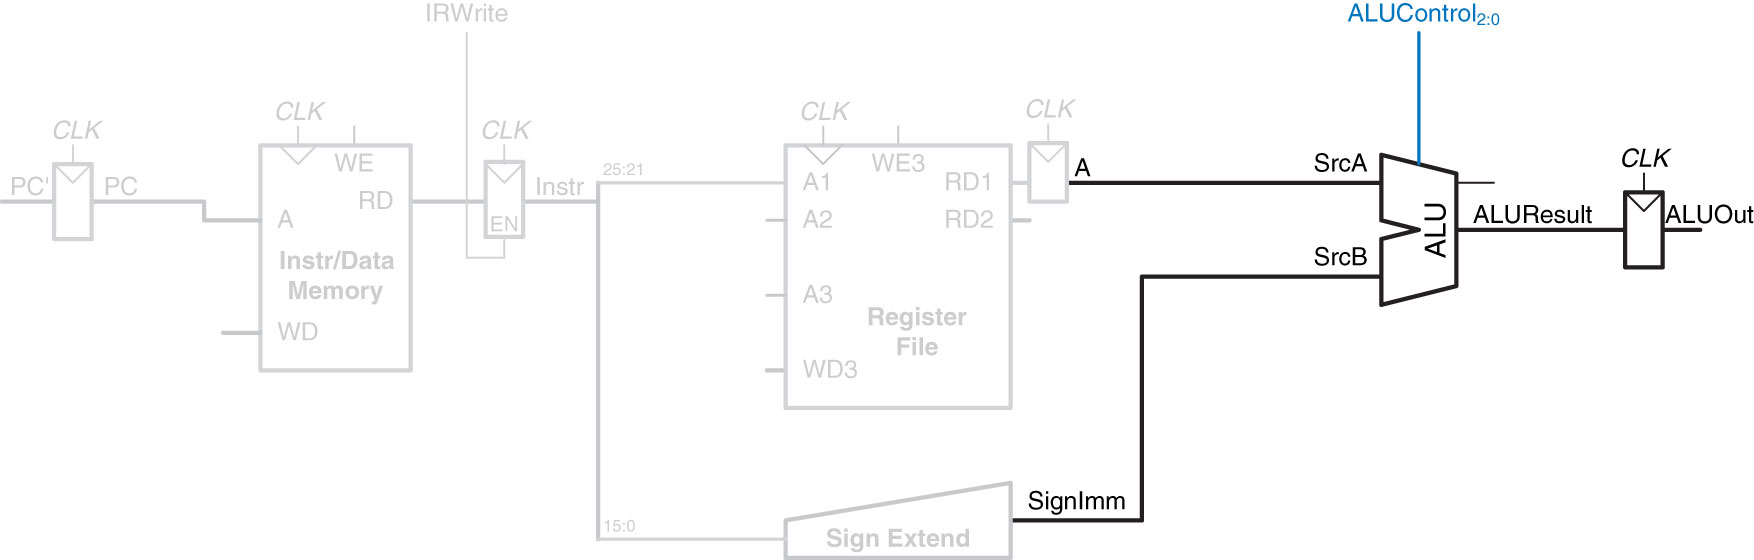 IRWrite
ALUControl2:0
CLK
CLK
CLK
CLK
CLK
CLK
PC'
PC
WE
RD
A
Instr/Data
Memory
WD
EN
Instr
25:21
A1
WE3
RD1
A2
RD2
A3
Register
File
WD3
A
SrcA
SrcB
ALU
ALUResult
ALUOut
15:0
Sign Extend
SignImm